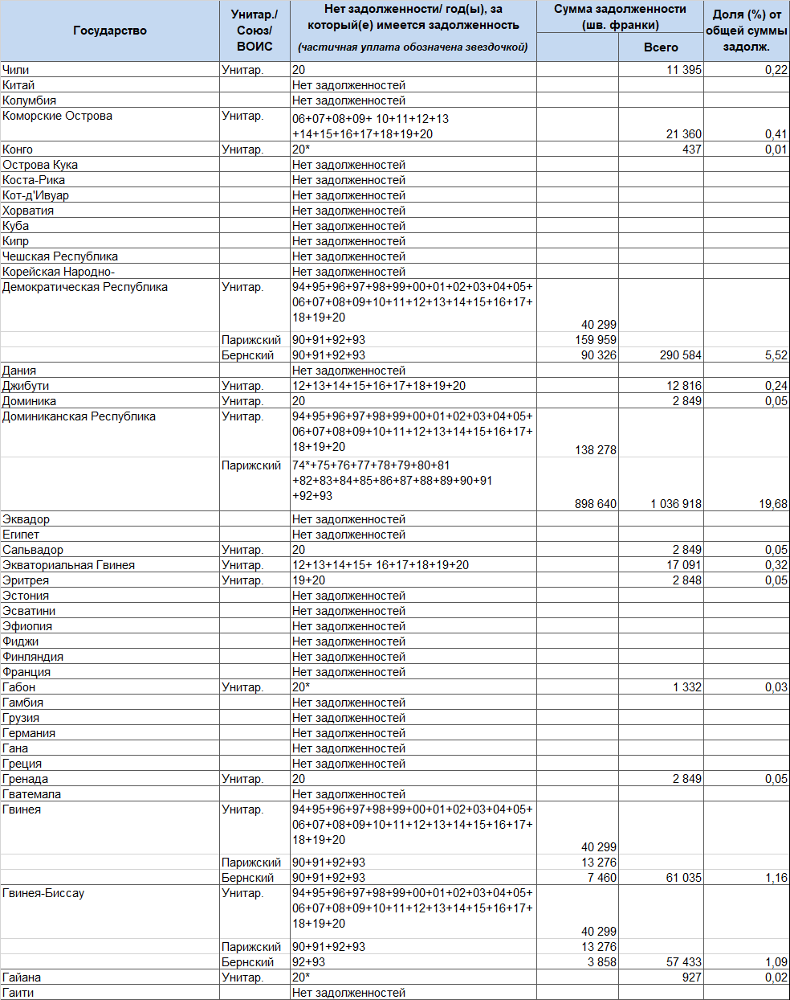 Государство
Унитар./
Союз/
ВОИС
Нет задолженности/ год(ы), за
который(е) имеется задолженность
(частичная уплата обозначена звездочкой)
Сумма задолженности
(шв. франки)
Всего
Доля (%) от
общей суммы
задолж.
Чили Унитар. 20 11 395 0,22
Китай Нет задолженностей
Колумбия Нет задолженностей
Коморские Острова Унитар. 06+07+08+09+ 10+11+12+13
+14+15+16+17+18+19+20 21 360 0,41
Конго Унитар. 20* 437 0,01
Острова Кука Нет задолженностей
Коста-Рика Нет задолженностей
Кот-д'Ивуар Нет задолженностей
Хорватия Нет задолженностей
Куба Нет задолженностей
Кипр Нет задолженностей
Чешская Республика Нет задолженностей
Корейская Народно- Нет задолженностей
Демократическая Республика Унитар. 94+95+96+97+98+99+00+01+02+03+04+05+
06+07+08+09+10+11+12+13+14+15+16+17+
18+19+20
40 299
Парижский 90+91+92+93 159 959
Бернский 90+91+92+93 90 326 290 584 5,52
Дания Нет задолженностей
Джибути Унитар. 12+13+14+15+16+17+18+19+20 12 816 0,24
Доминика Унитар. 20 2 849 0,05
Доминиканская Республика Унитар. 94+95+96+97+98+99+00+01+02+03+04+05+
06+07+08+09+10+11+12+13+14+15+16+17+
18+19+20
138 278
Парижский 74*+75+76+77+78+79+80+81
+82+83+84+85+86+87+88+89+90+91
+92+93
898 640 1 036 918 19,68
Эквадор Нет задолженностей
Египет Нет задолженностей
Сальвадор Унитар. 20 2 849 0,05
Экваториальная Гвинея Унитар. 12+13+14+15+ 16+17+18+19+20 17 091 0,32
Эритрея Унитар. 19+20 2 848 0,05
Эстония Нет задолженностей
Эсватини Нет задолженностей
Эфиопия Нет задолженностей
Фиджи Нет задолженностей
Финляндия Нет задолженностей
Франция Нет задолженностей
Габон Унитар. 20* 1 332 0,03
Гамбия Нет задолженностей
Грузия Нет задолженностей
Германия Нет задолженностей
Гана Нет задолженностей
Греция Нет задолженностей
Гренада Унитар. 20 2 849 0,05
Гватемала Нет задолженностей
Гвинея Унитар. 94+95+96+97+98+99+00+01+02+03+04+05+
06+07+08+09+10+11+12+13+14+15+16+17+
18+19+20
40 299
Парижский 90+91+92+93 13 276
Бернский 90+91+92+93 7 460 61 035 1,16
Гвинея-Биссау Унитар. 94+95+96+97+98+99+00+01+02+03+04+05+
06+07+08+09+10+11+12+13+14+15+16+17+
18+19+20
40 299
Парижский 90+91+92+93 13 276
Бернский 92+93 3 858 57 433 1,09
Гайана Унитар. 20* 927 0,02
Гаити Нет задолженностей